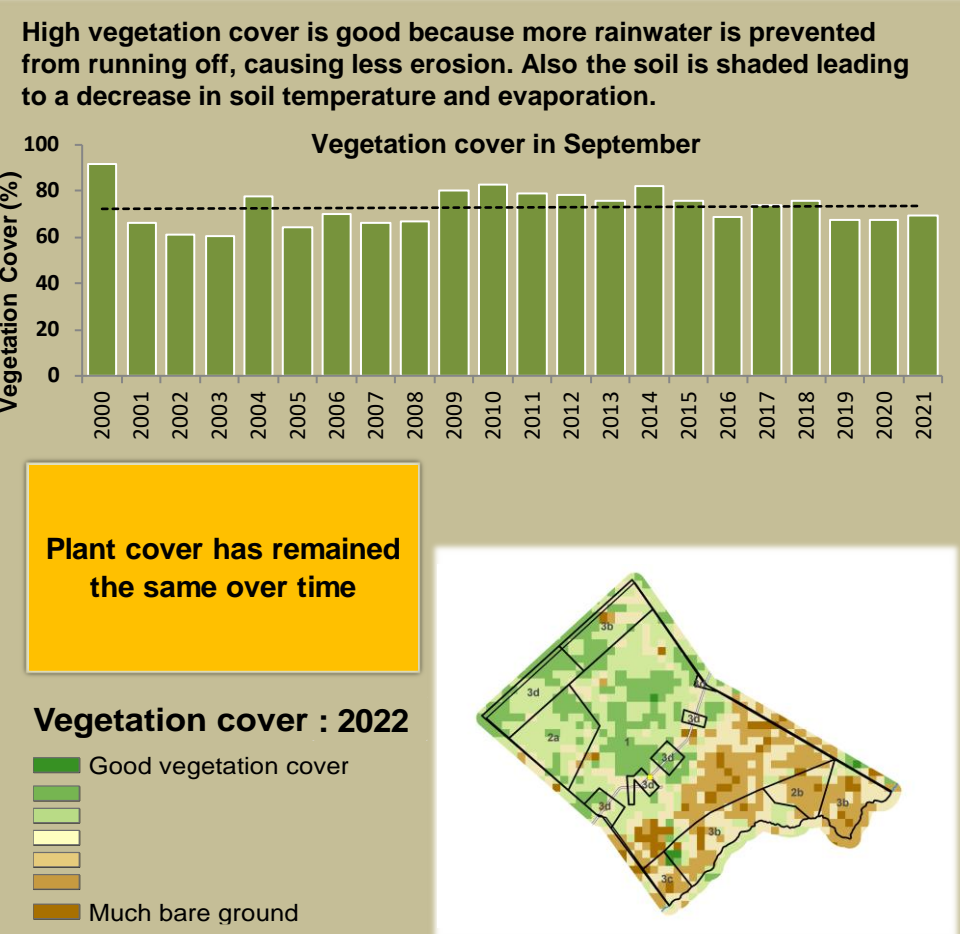 High vegetation cover is good because more rainwater is prevented
from running off, causing less erosion. Also the soil is shaded leading
to a decrease in soil temperature and evaporation.
Vegetation cover in September
Vegetation Cover (%)
100
80
60
40
20
0
2000 2001 2002 2003 2004 2005 2006 2007 2008 2009 2010 2011 2012 2013 2014 2015 2016 2017 2018 2019 2020 2021
Plant cover has remained
the same over time
Vegetation cover : 2022
Good vegetation cover
Much bare ground
3b
3d
3d
2a
1
3d
3d
3d
2b
3b
3b
3c